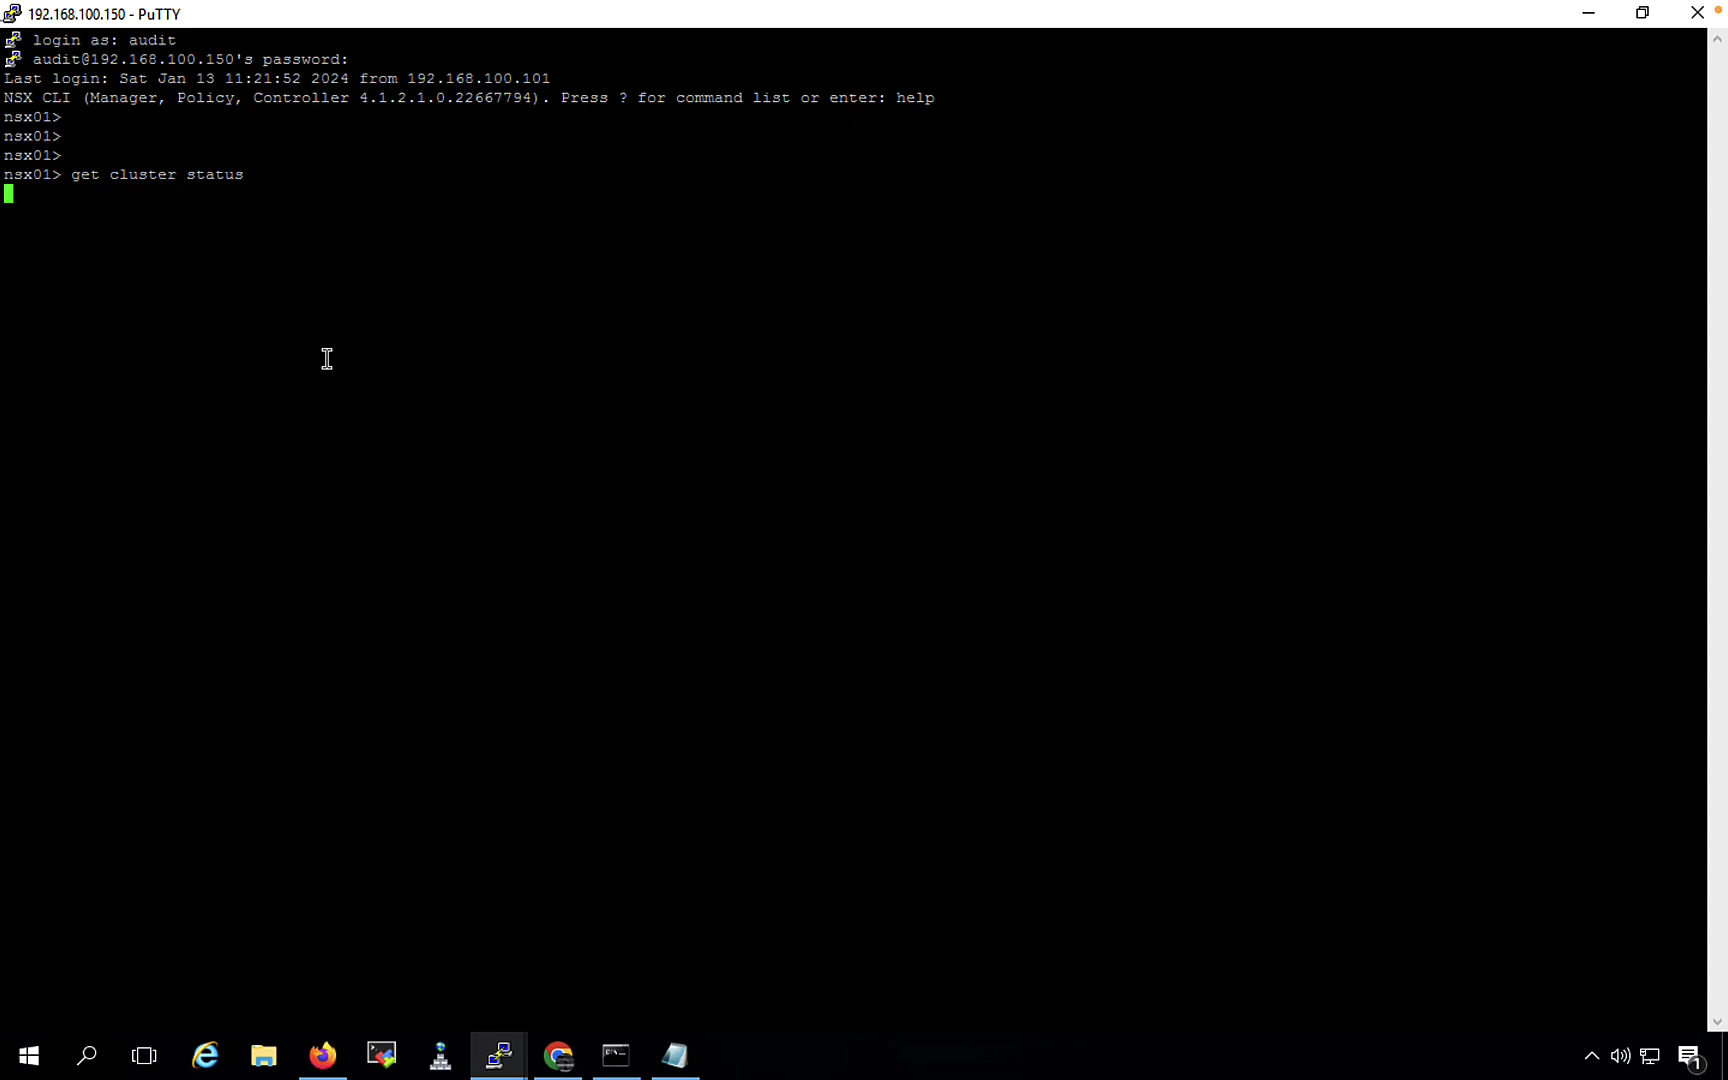 192.168.100.150 - PuTTY
login as: audit
audit@192.168.100.150's password:
Last login: Sat Jan 13 11:21:52 2024 from 192.168.100.101
NSX CLI (Manager, Policy, Controller 4.1.2.1.0.22667794). Press ? for command list or enter: help
nsx01>
nsx01>
nsx01>
nsx01> get cluster status
1